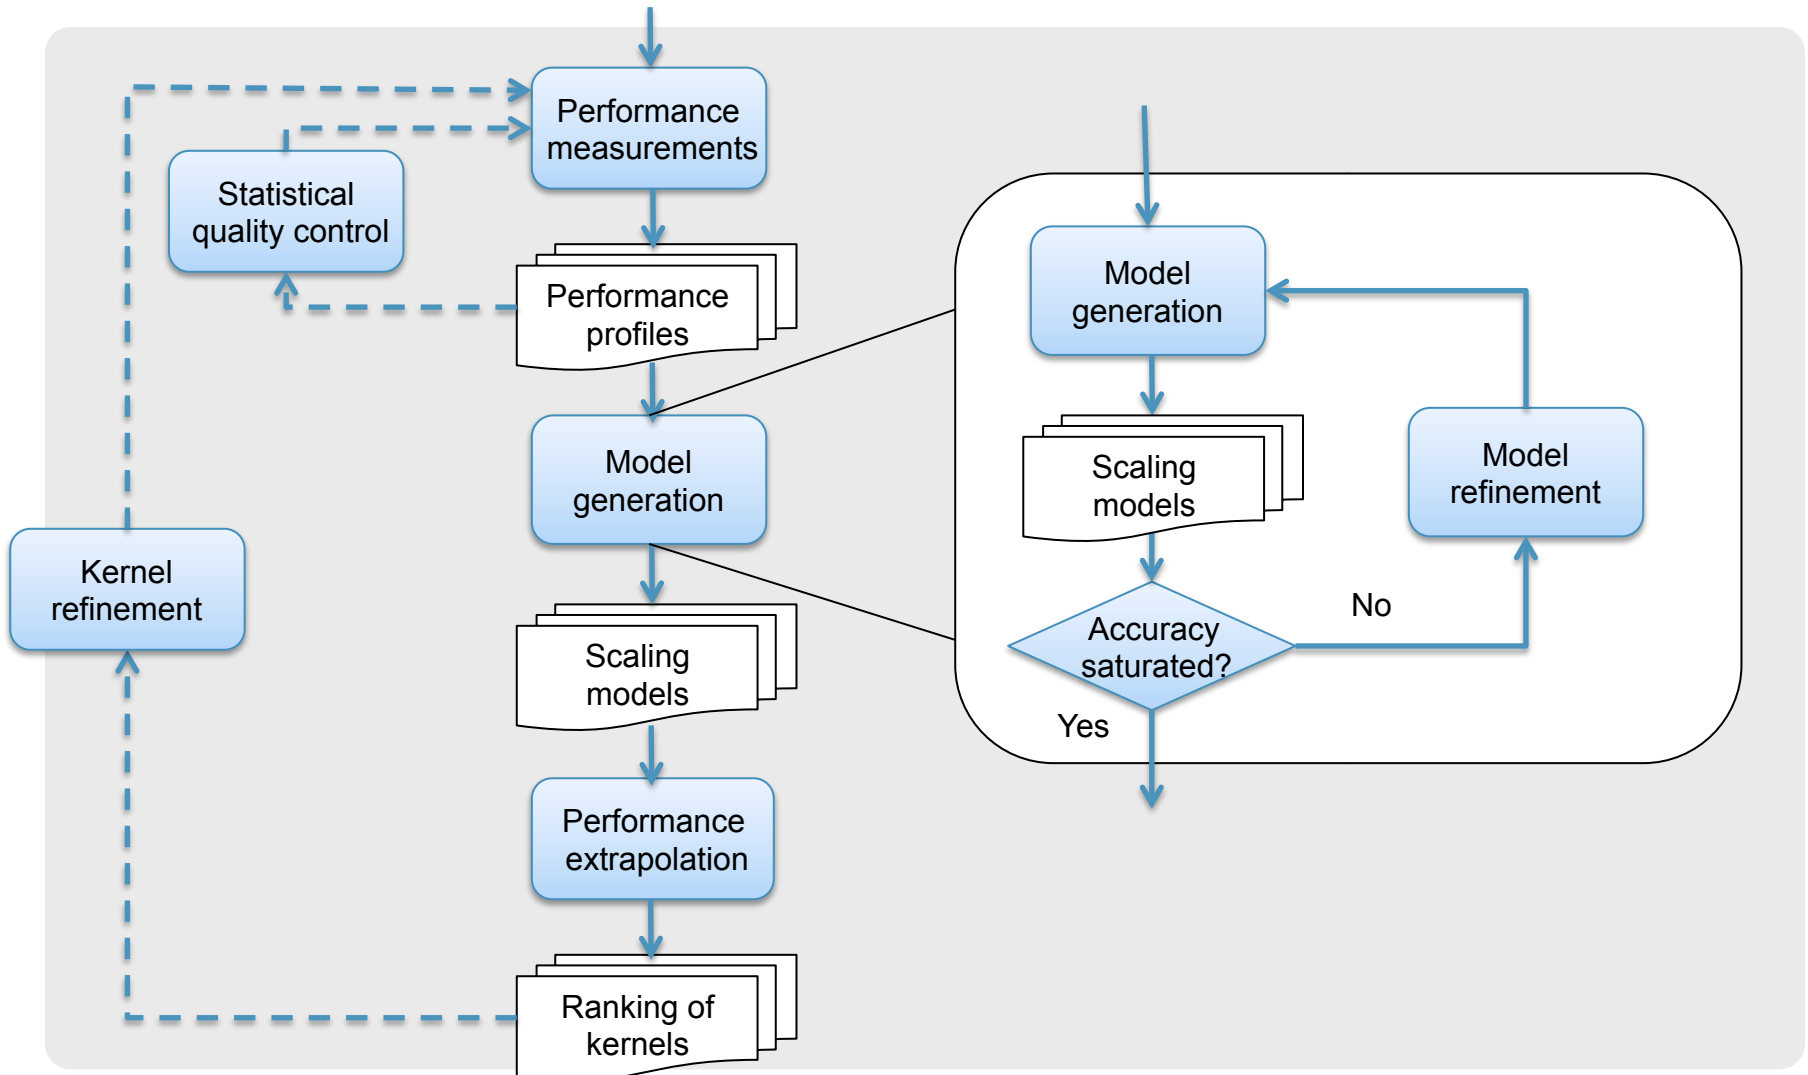 Performance
measurements
Statistical
quality control
Performance
profiles
Model
generation
Kernel
refinement
Scaling
models
Performance
extrapolation
Ranking of
kernels
Model
generation
Scaling
models
Model
refinement
Accuracy
saturated?
No
Yes